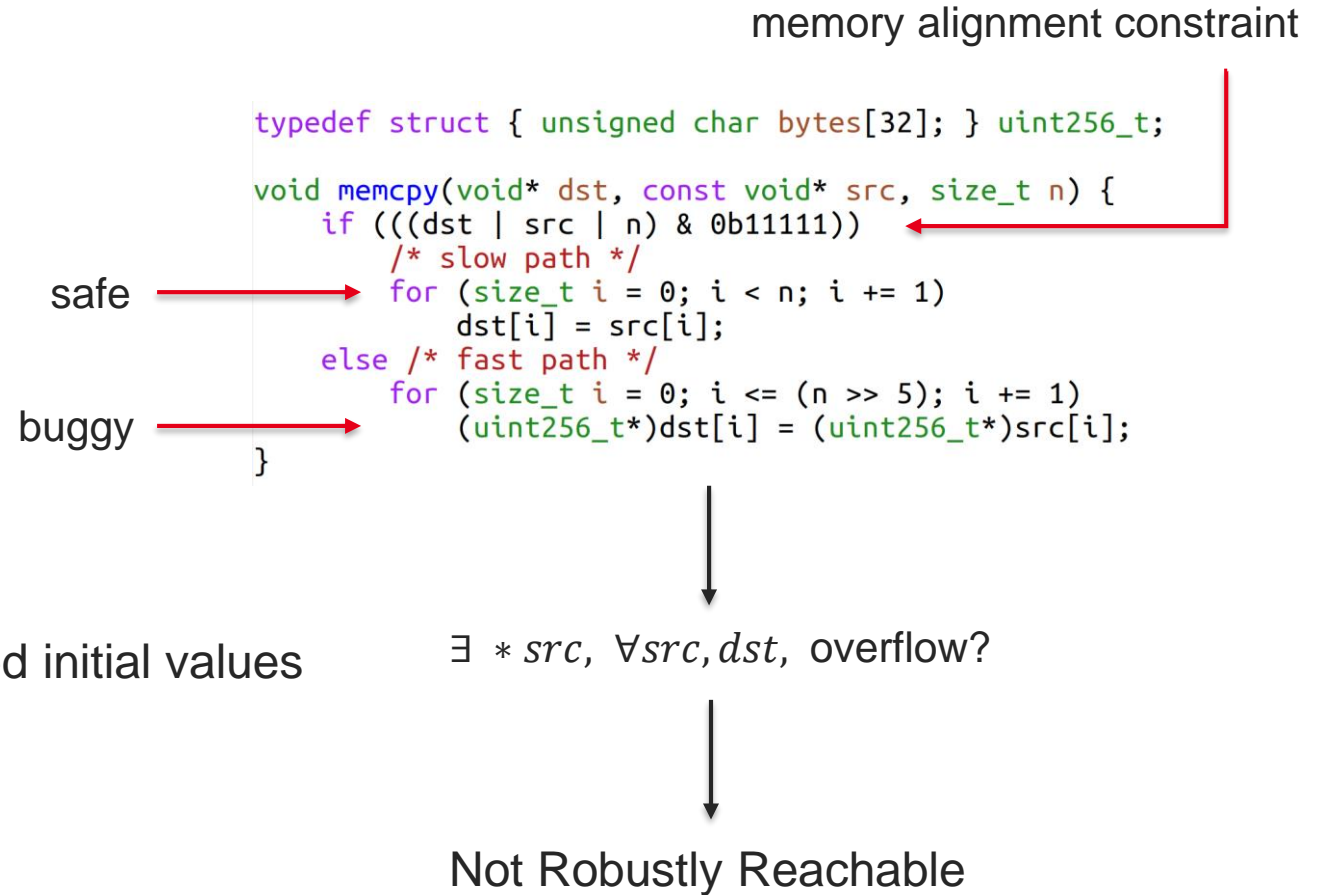 memory alignment constraint
typedef struct { unsigned char bytes[32]; } uint256_t;
void memcpy(void* dst, const void* src, size_t n) {
if (((dst | src | n) & 0b11111))
/* slow path */
safe
for (size_t i = 0; i < n; i += 1)
dst[i] = src[i];
else /* fast path */
for (size_t i = 0; i <= (n >> 5); i += 1)
buggy
(uint256_t*)dst[i] = (uint256_t*)src[i];
}
d initial values
∃ * src, ∀src, dst, overflow?
Not Robustly Reachable